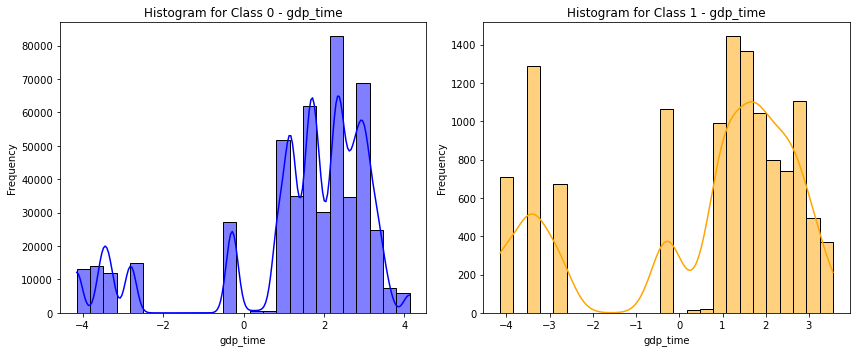 Histogram for Class 0 - gdp_time
Frequency
80000
70000
60000
50000
40000
30000
20000
10000
0
−4 −2 0 2 4
gdp_time
Histogram for Class 1 - gdp_time
Frequency
1400
1200
1000
800
600
400
200
0
−4 −3 −2 −1 0 1 2 3
gdp_time